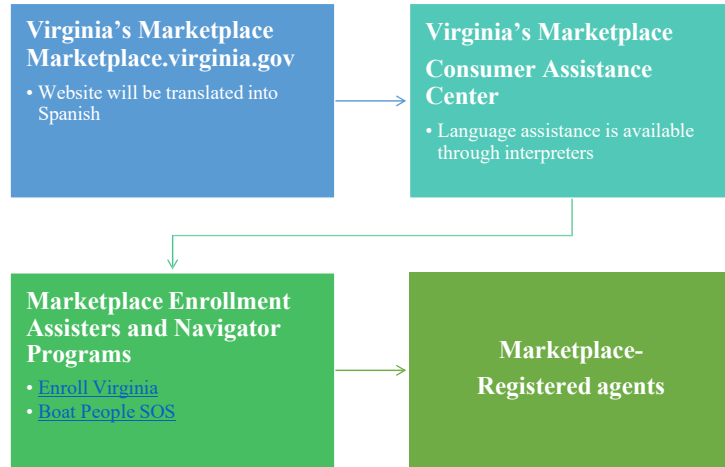 Virginia’s Marketplace
Marketplace.virginia.gov
• Website will be translated into
Spanish
Virginia’s Marketplace
Consumer Assistance
Center
• Language assistance is available
through interpreters
Marketplace Enrollment
Assisters and Navigator
Programs
• Enroll Virginia
• Boat People SOS
Marketplace-
Registered agents